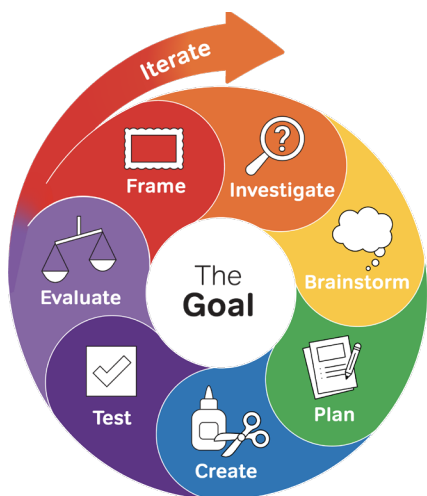 Iterate
Frame
Investigate
Brainstorm
Plan
Create
Test
Evaluate
The
Goal